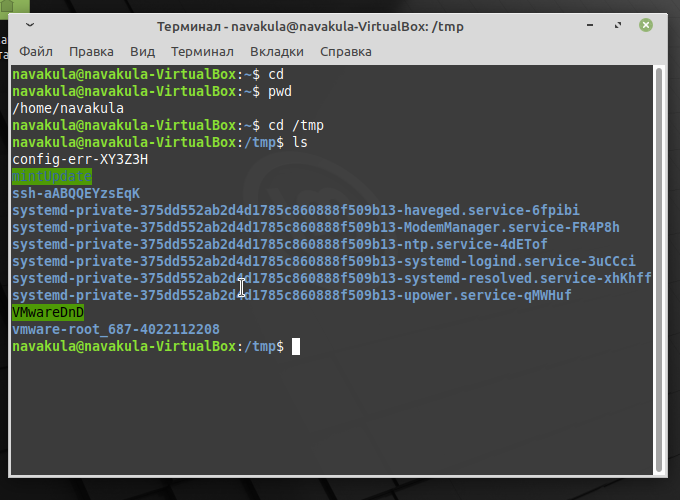 Терминал - navakula@navakula-VirtualBox: /tmp
Файл Правка Вид Терминал Вкладки Справка
navakula@navakula-VirtualBox:~$ cd
navakula@navakula-VirtualBox:~$ pwd
/home/navakula
navakula@navakula-VirtualBox:~$ cd /tmp
navakula@navakula-VirtualBox:/tmp$ ls
config-err-XY3Z3H
mintUpdate
ssh-aABQQEYzsEqK
systemd-private-375dd552ab2d4d1785c860888f509b13-haveged.service-6fpibi
systemd-private-375dd552ab2d4d1785c860888f509b13-ModemManager.service-FR4P8h
systemd-private-375dd552ab2d4d1785c860888f509b13-ntp.service-4dETof
systemd-private-375dd552ab2d4d1785c860888f509b13-systemd-logind.service-3uCCci
systemd-private-375dd552ab2d4d1785c860888f509b13-systemd-resolved.service-xhKhff
systemd-private-375dd552ab2d4d1785c860888f509b13-upower.service-qMWHuf
VMwareDnD
vmware-root_687-4022112208
navakula@navakula-VirtualBox:/tmp$